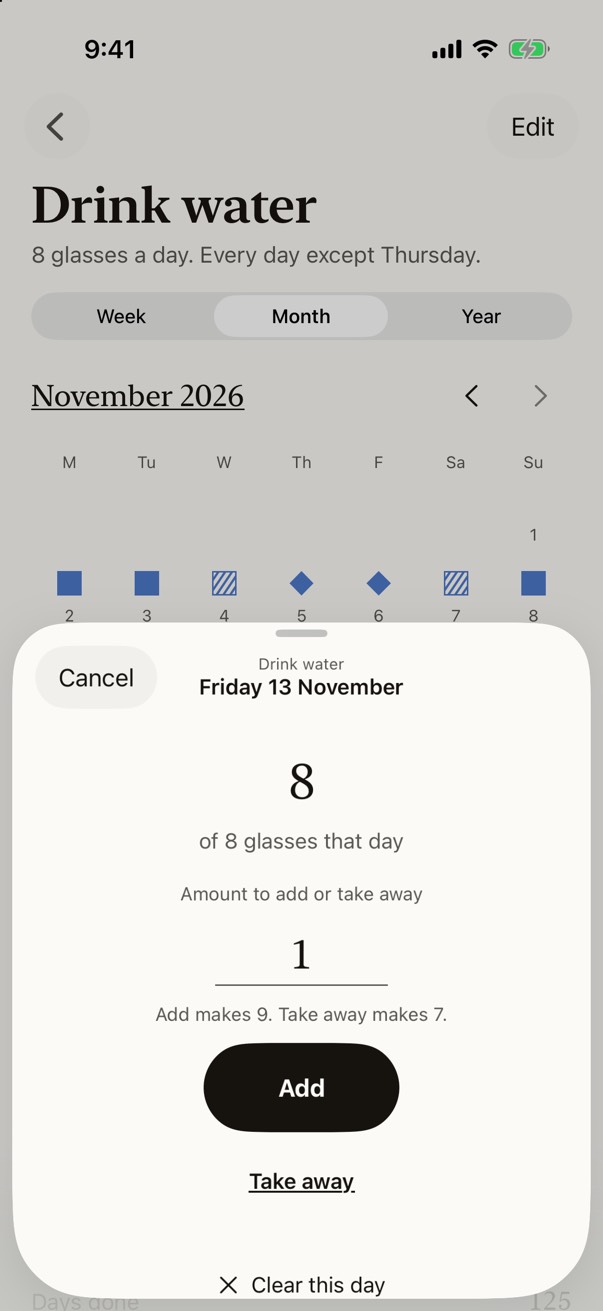 9:41
Edit
Drink water
8 glasses a day. Every day except Thursday.
Week Month Year
November 2026
M Tu W Th F Sa Su
1
2 3 4 5 6 7 8
Cancel
Drink water
Friday 13 November
8
of 8 glasses that day
Amount to add or take away
1
Add makes 9. Take away makes 7.
Add
Take away
Clear this day
Days done 125